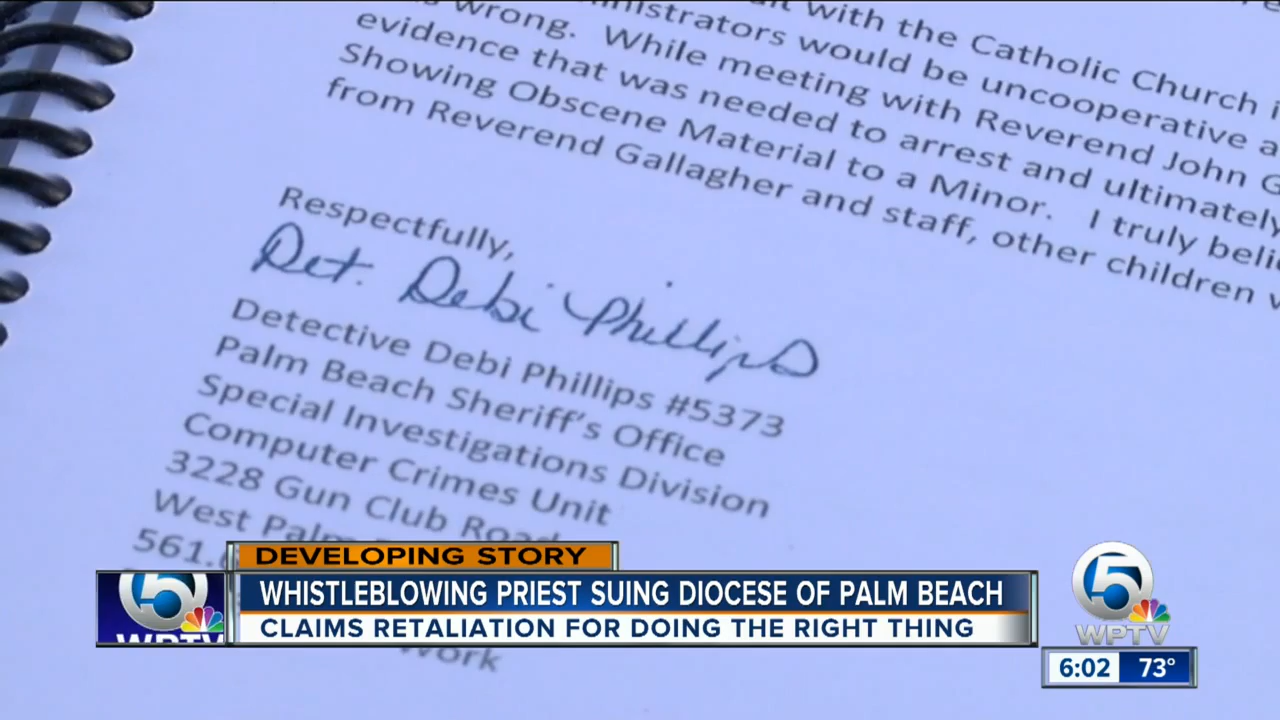 with the Catholic Church
wrong. administrators would be uncooperative a
evidence While meeting with Reverend John G
Showing that was needed to arrest and ultimately
from Obscene Material to a Minor. I truly beli
Reverend Gallagher and staff, other children
Respectfully,
Det. Debi Phillips
Detective Debi Phillips #5373
Palm Beach Sheriff's Office
Special Investigations Division
Computer Crimes Unit
3228 Gun Club Road
West Palm
561.
Work
DEVELOPING STORY
WHISTLEBLOWING PRIEST SUING DIOCESE OF PALM BEACH
CLAIMS RETALIATION FOR DOING THE RIGHT THING
5
WPTV
5
WPTV
6:02 73°